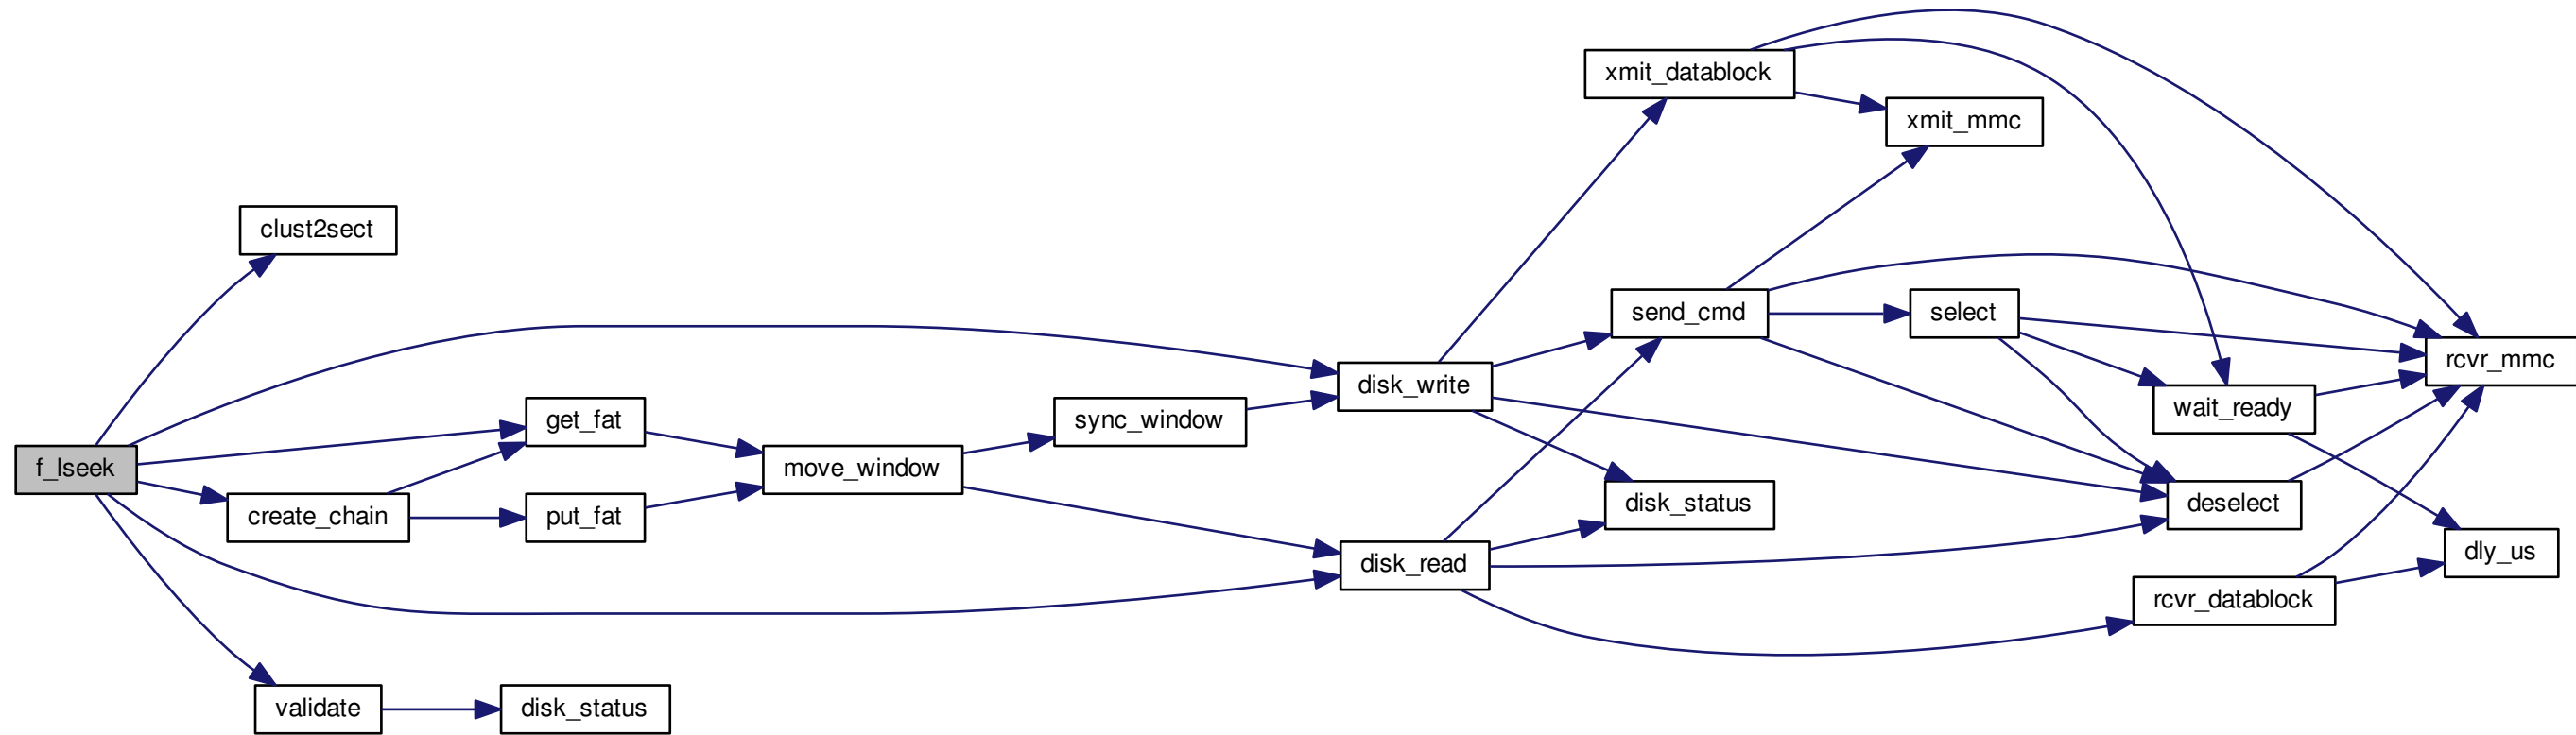 xmit_datablock
xmit_mmc
clust2sect
send_cmd
select
rcvr_mmc
disk_write
wait_ready
get_fat
sync_window
f_lseek
move_window
disk_status
deselect
create_chain
put_fat
dly_us
disk_read
rcvr_datablock
validate
disk_status